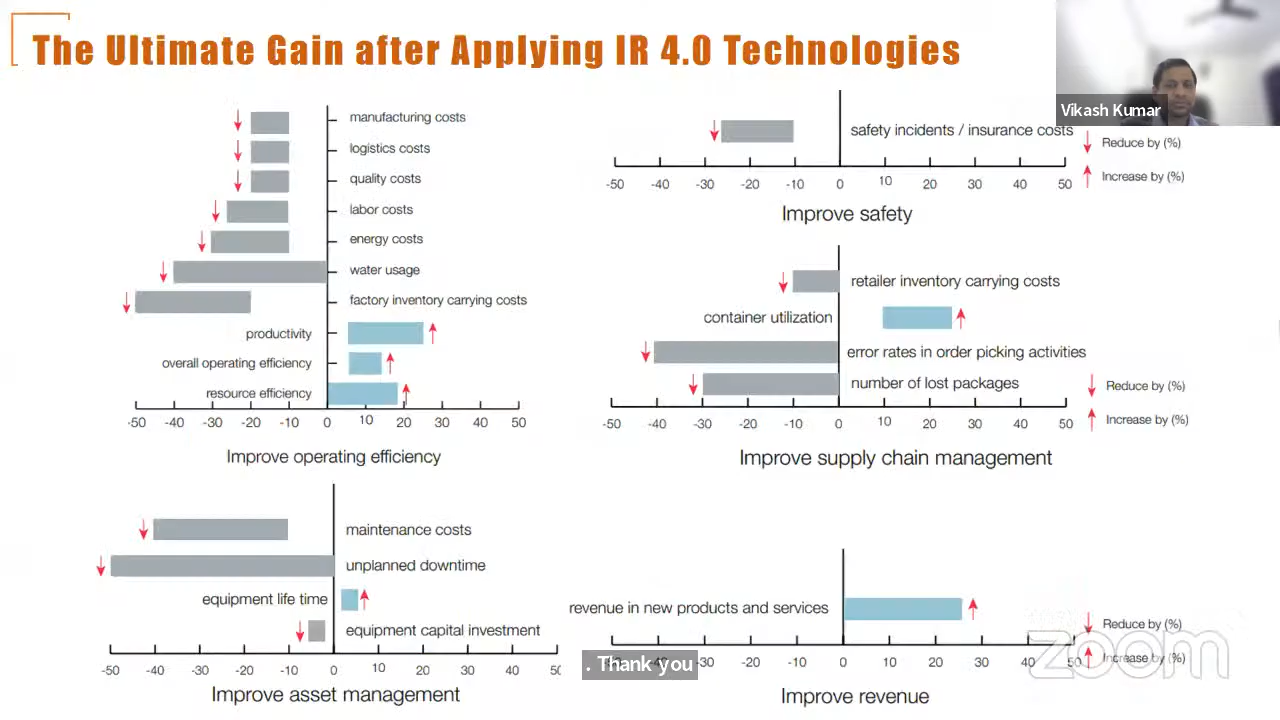 The Ultimate Gain after Applying IR 4.0 Technologies
Vikash Kumar
manufacturing costs
logistics costs
quality costs
labor costs
energy costs
water usage
factory inventory carrying costs
productivity
overall operating efficiency
resource efficiency
-50 -40 -30 -20 -10 0 10 20 30 40 50
Improve operating efficiency
safety incidents / insurance costs
Reduce by (%)
Increase by (%)
-50 -40 -30 -20 -10 0 10 20 30 40 50
Improve safety
retailer inventory carrying costs
container utilization
error rates in order picking activities
number of lost packages
Reduce by (%)
Increase by (%)
-50 -40 -30 -20 -10 0 10 20 30 40 50
Improve supply chain management
maintenance costs
unplanned downtime
equipment life time
equipment capital investment
-50 -40 -30 -20 -10 0 10 20 30 40 50
Improve asset management
revenue in new products and services
Reduce by (%)
Increase by (%)
-20 -10 0 10 20 30 40 50
Improve revenue
. Thank you
zoom